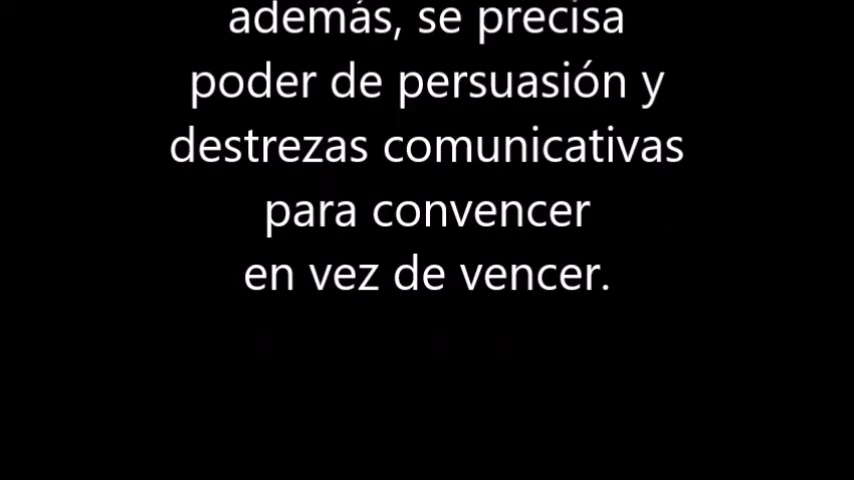 además, se precisa
poder de persuasión y
destrezas comunicativas
para convencer
en vez de vencer.